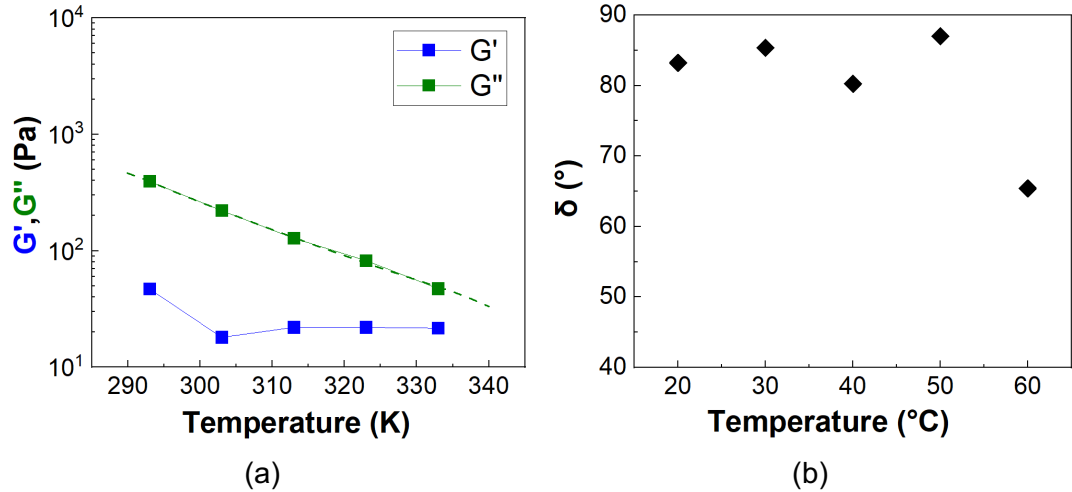 10⁴
10³
10²
10¹
G',G'' (Pa)
G'
G''
290 300 310 320 330 340
Temperature (K)
(a)
90
80
70
60
50
40
δ (°)
20 30 40 50 60
Temperature (°C)
(b)